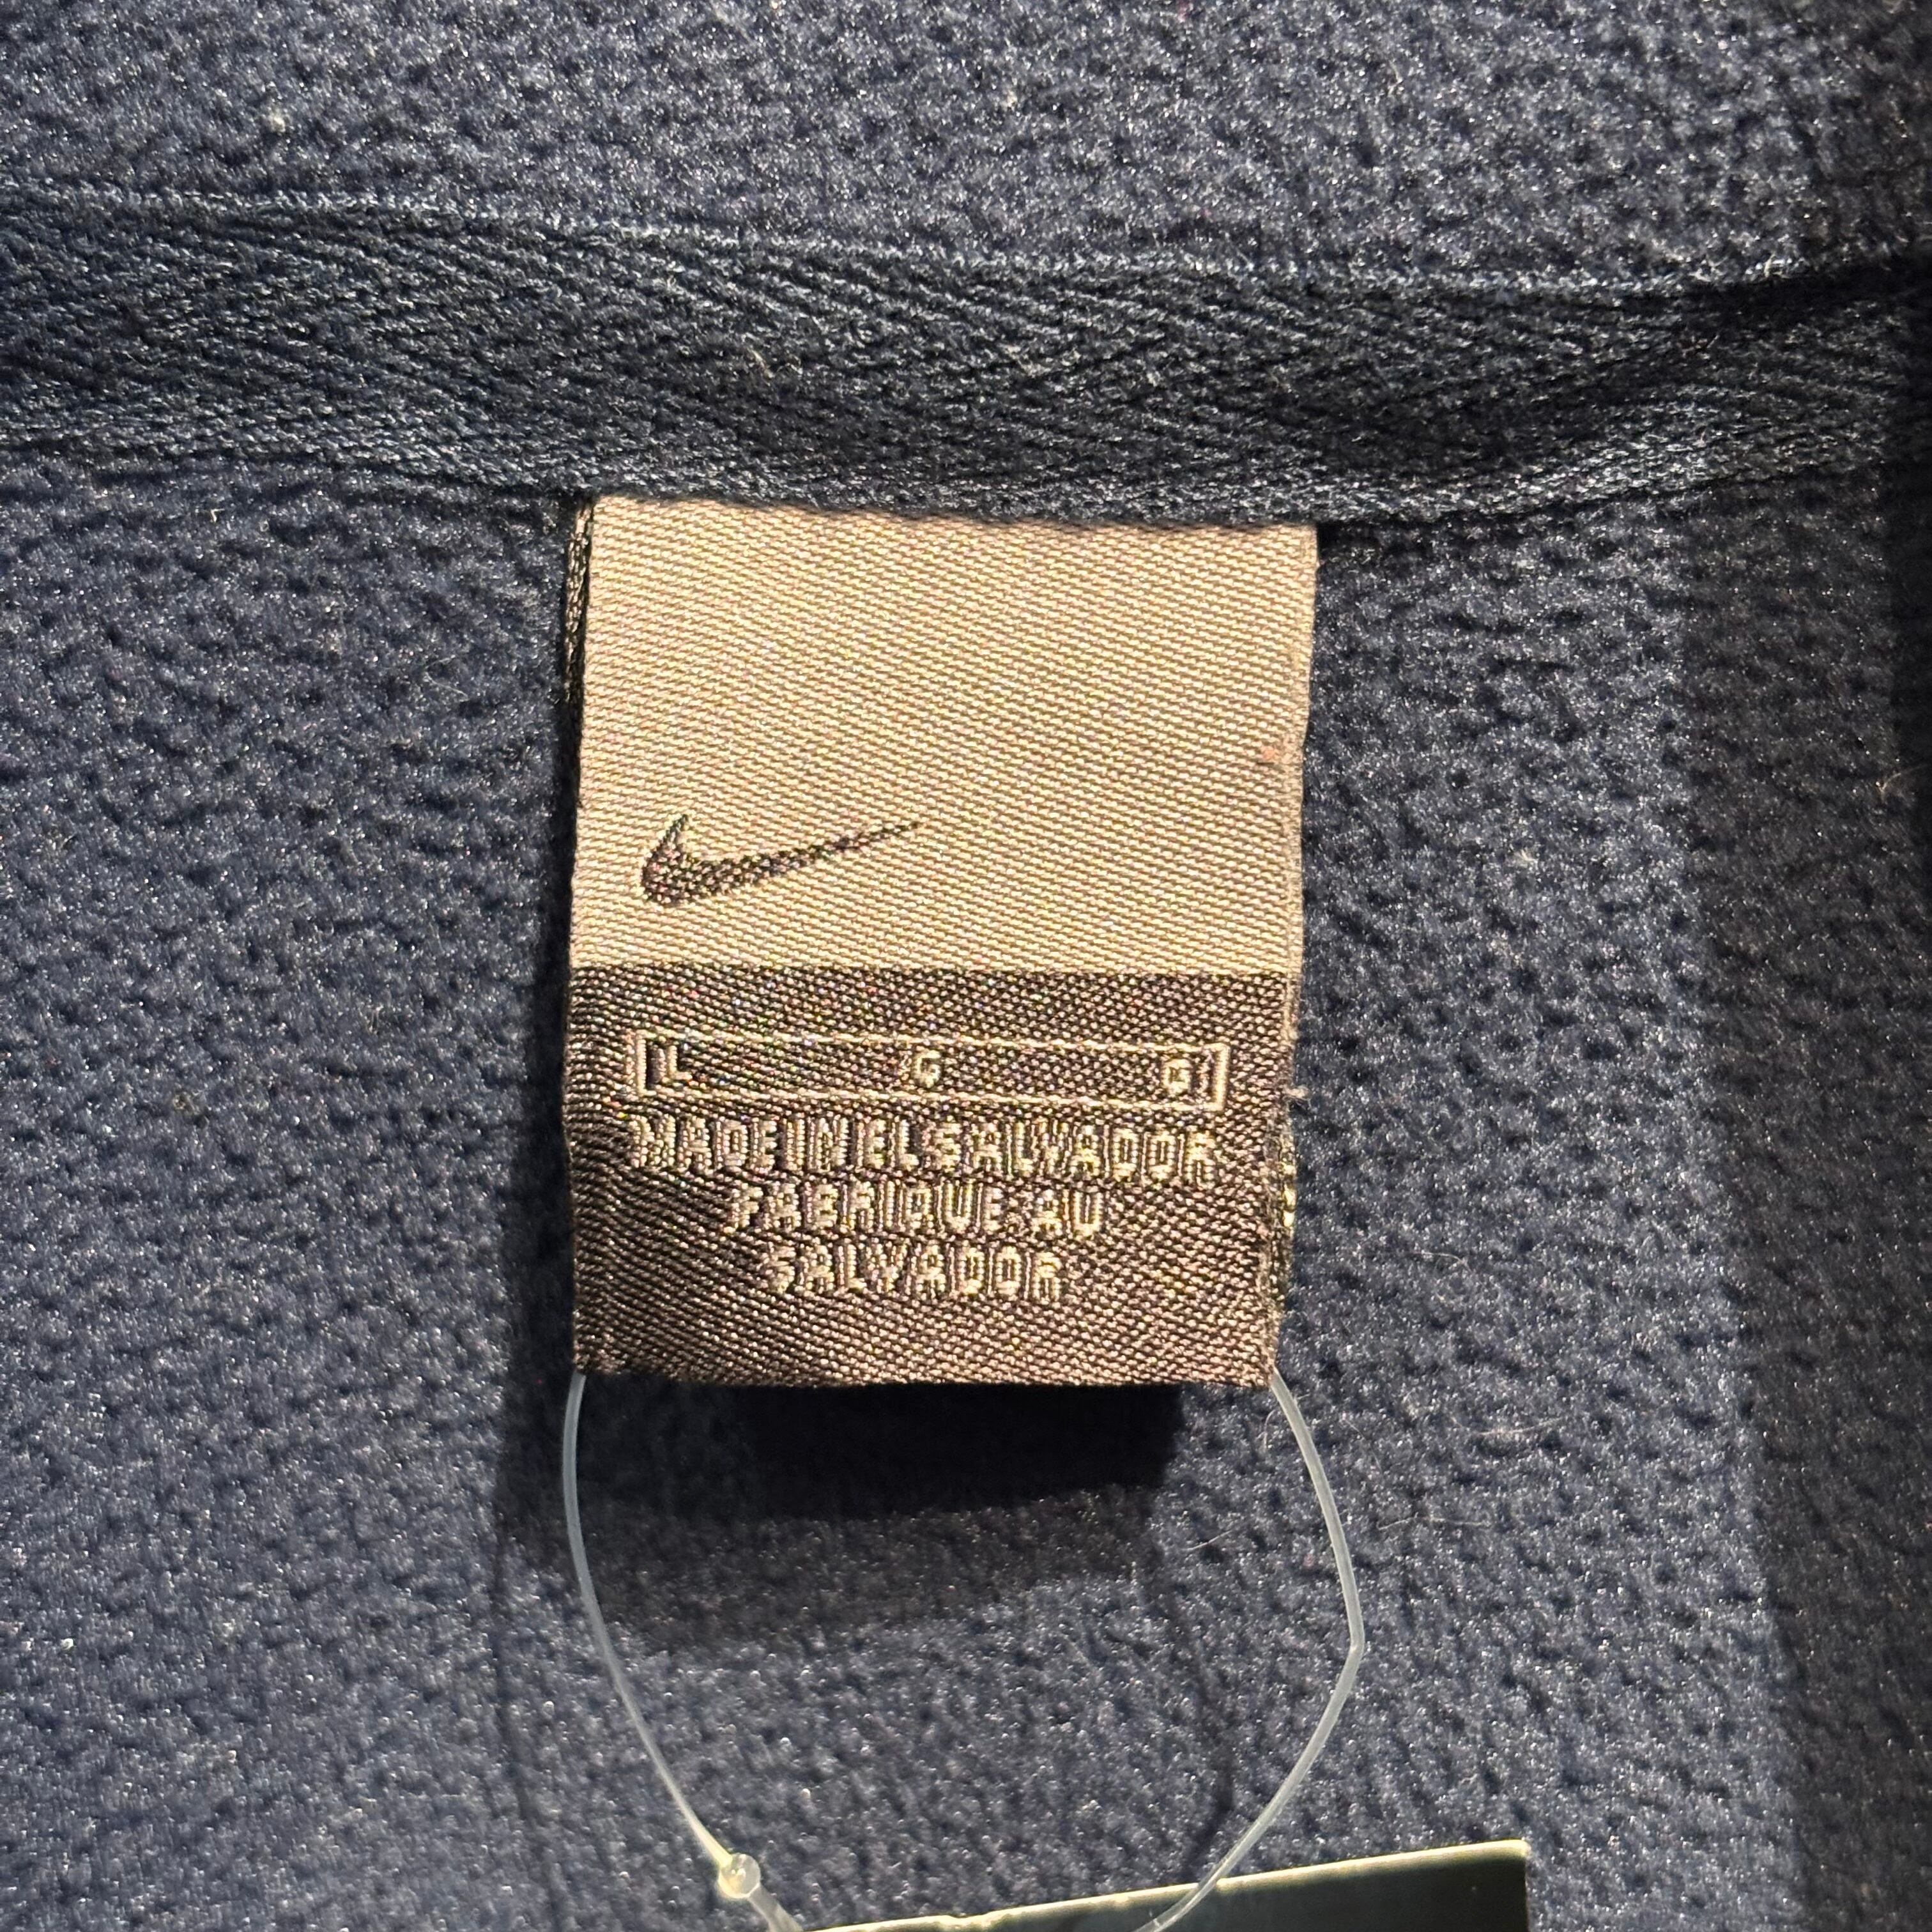 L G G
MADE IN EL SALVADOR
FABRIQUE AU
SALVADOR